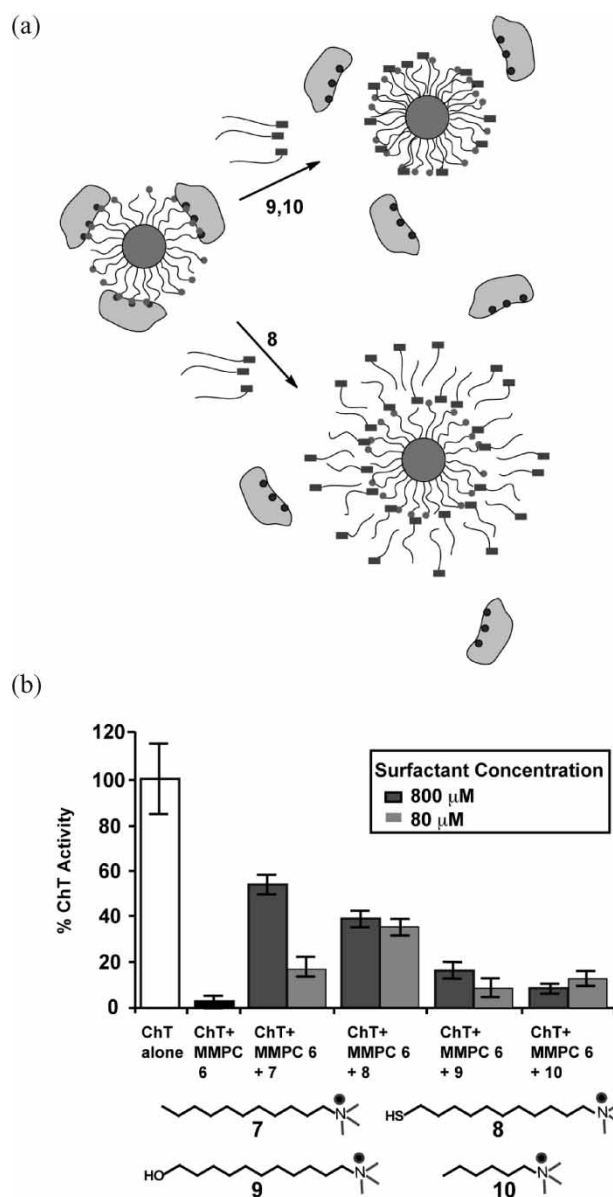 (a)
9,10
8
(b)
% ChT Activity
120
100
80
60
40
20
0
Surfactant Concentration
800 μM
80 μM
ChT alone
ChT+ MMPC 6
ChT+ MMPC 6 + 7
ChT+ MMPC 6 + 8
ChT+ MMPC 6 + 9
ChT+ MMPC 6 + 10
N
7
HS
N
8
HO
N
9
N
10